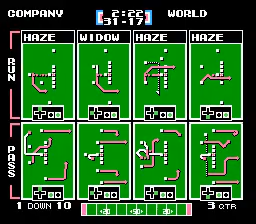 COMPANY 2:22 WORLD
31-17
HAZE WIDOW HAZE HAZE
RUN
PASS
1 DOWN 10 3 QTR
-20 -50- 20-